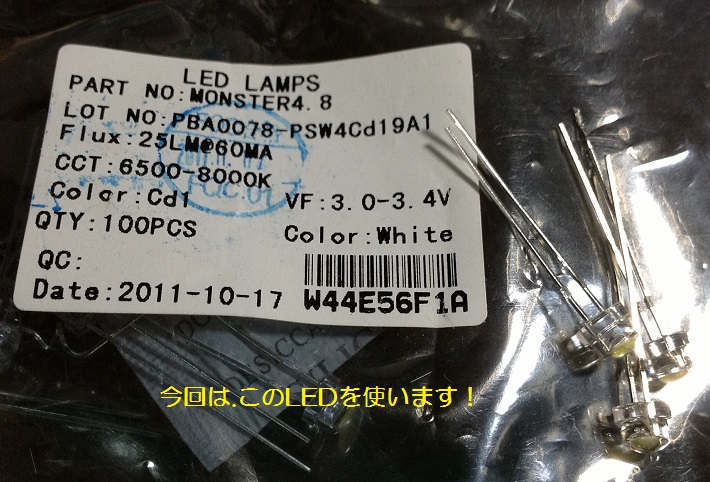 LED LAMPS
PART NO:MONSTER4.8
LOT NO:PBA0078-PSW4Cd19A1
Flux:25LM@60MA
CCT:6500-8000K
Color:Cd1 VF:3.0-3.4V
QTY:100PCS Color:White
QC:
Date:2011-10-17 W44E56F1A
今回は.このLEDを使います！